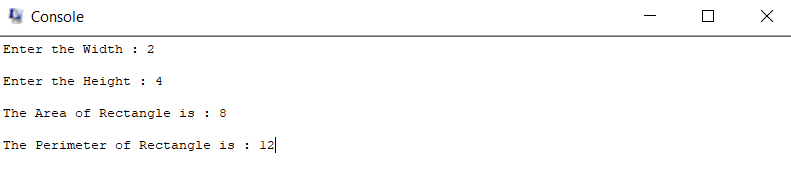 Console
Enter the Width : 2
Enter the Height : 4
The Area of Rectangle is : 8
The Perimeter of Rectangle is : 12